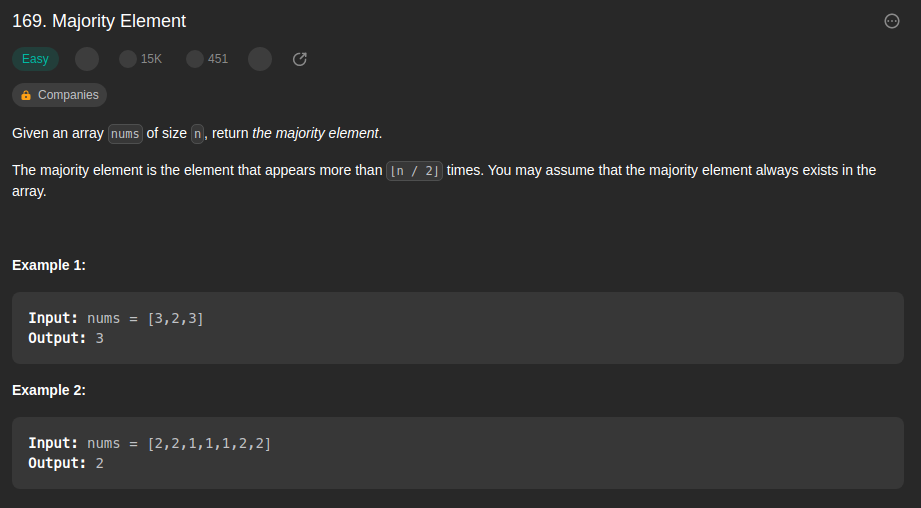 169. Majority Element
Easy 15K 451
Companies
Given an array nums of size n, return the majority element.
The majority element is the element that appears more than ⌊n / 2⌋ times. You may assume that the majority element always exists in the
array.
Example 1:
Input: nums = [3,2,3]
Output: 3
Example 2:
Input: nums = [2,2,1,1,1,2,2]
Output: 2